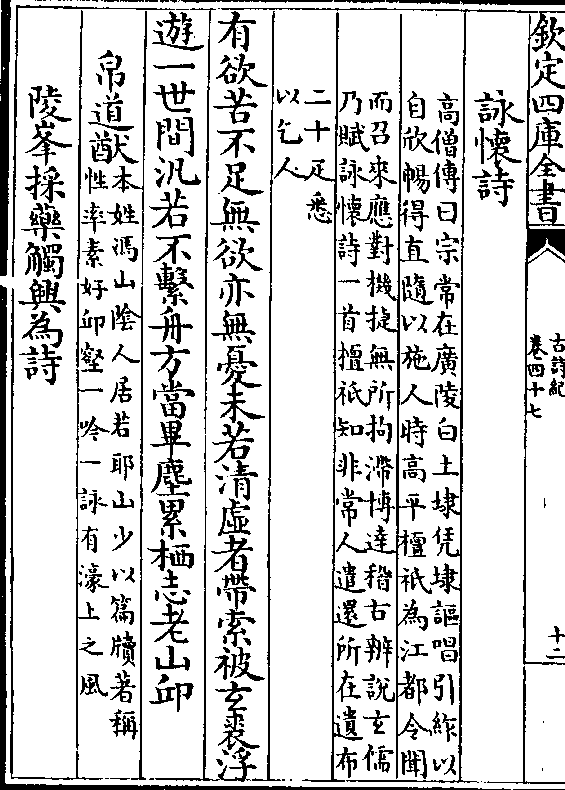 欽定四庫全書
古詩紀
卷四十七
十二
詠懷詩
高僧傳曰宗常在廣陵白土埭凭埭謳唱引綍以
自欣暢得直隨以施人時高平檀祇為江都令聞
而召來應對機捷無所拘滯博達稽古辨說玄儒
乃賦詠懷詩一首檀祇知非常人遣還所在遺布
二十疋悉
以乞人
有欲苦不足無欲亦無憂未若清虛者帶索被玄裘浮
遊一世間汎若不繫舟方當畢塵累栖志老山丘
帛道猷
本姓馮山隂人居若耶山少以篇牘著稱
性率素好丘壑一吟一詠有濠上之風
陵峯採藥觸興為詩